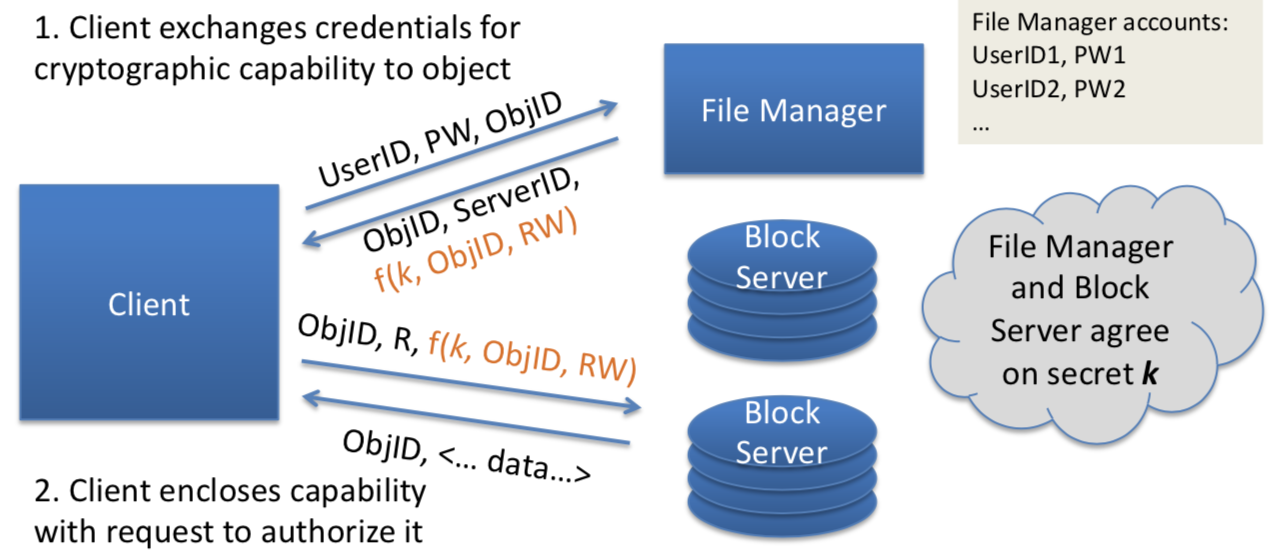 1. Client exchanges credentials for
cryptographic capability to object
File Manager accounts:
UserID1, PW1
UserID2, PW2
...
File Manager
UserID, PW, ObjID
ObjID, ServerID,
f(k, ObjID, RW)
Client
Block
Server
File Manager
and Block
Server agree
on secret k
ObjID, R, f(k, ObjID, RW)
ObjID, <... data...>
Block
Server
2. Client encloses capability
with request to authorize it